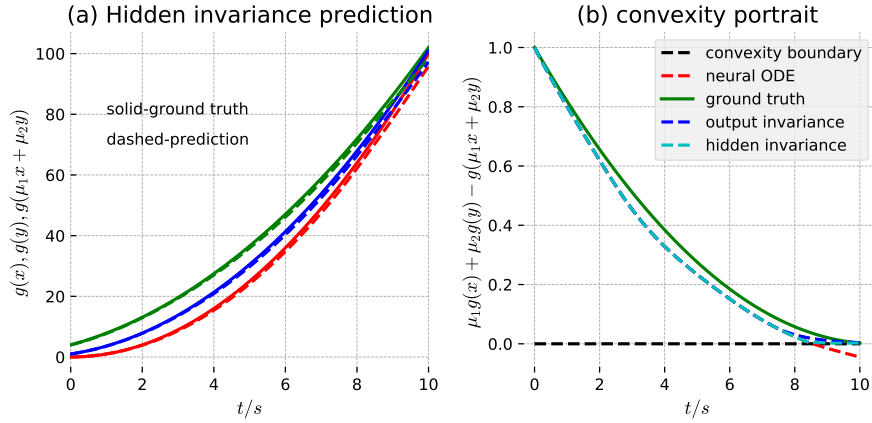 (a) Hidden invariance prediction
g(x), g(y), g(μ₁x + μ₂y)
100
80
60
40
20
0
solid-ground truth
dashed-prediction
0 2 4 6 8 10
t/s
(b) convexity portrait
μ₁g(x) + μ₂g(y) − g(μ₁x + μ₂y)
1.0
0.8
0.6
0.4
0.2
0.0
convexity boundary
neural ODE
ground truth
output invariance
hidden invariance
0 2 4 6 8 10
t/s